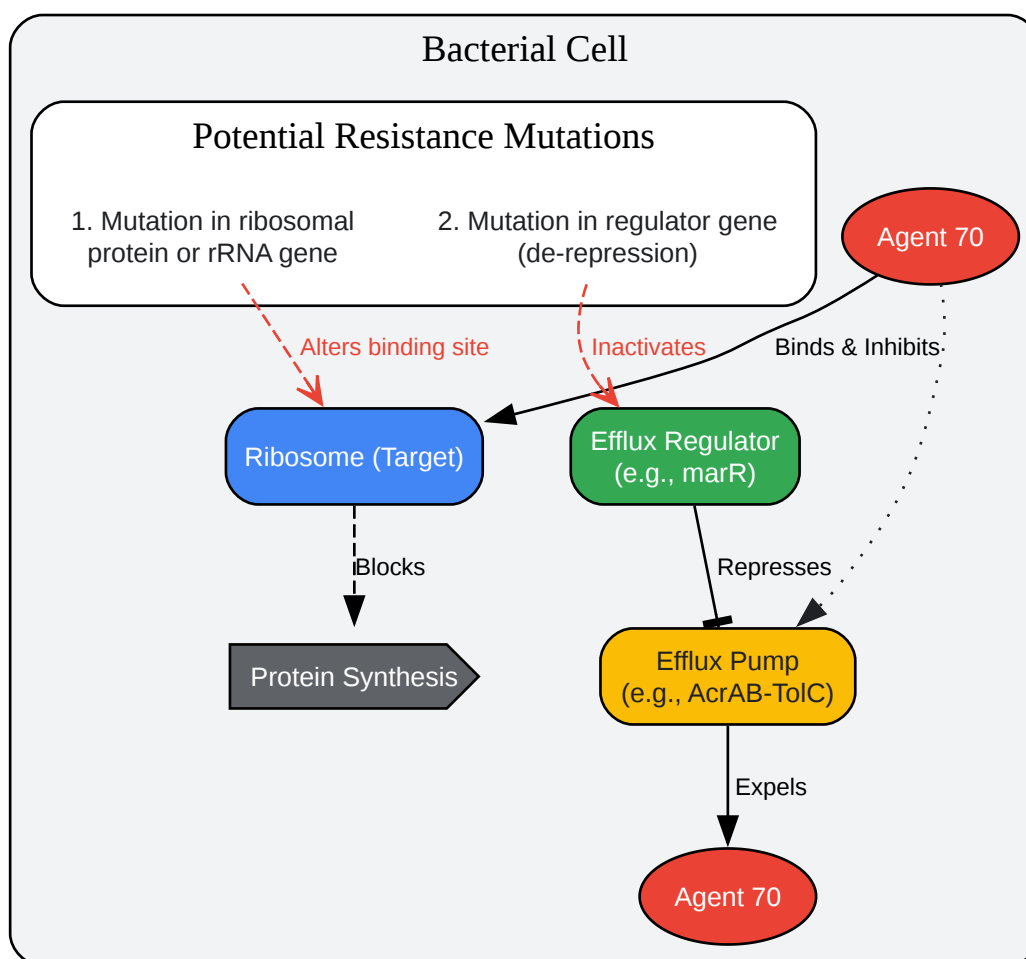 Bacterial Cell
Potential Resistance Mutations
1. Mutation in ribosomal
protein or rRNA gene
2. Mutation in regulator gene
(de-repression)
Agent 70
Alters binding site
Inactivates
Binds & Inhibits
Ribosome (Target)
Efflux Regulator
(e.g., marR)
Blocks
Represses
Protein Synthesis
Efflux Pump
(e.g., AcrAB-TolC)
Expels
Agent 70